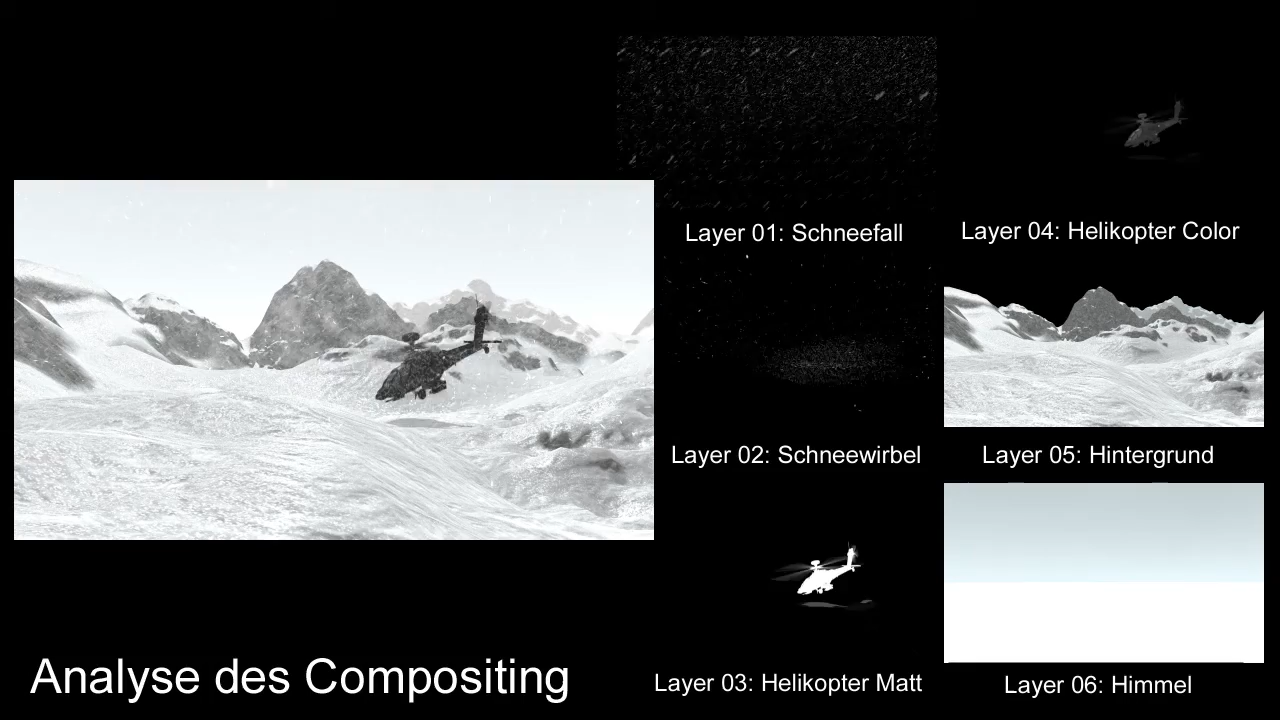 Layer 01: Schneefall
Layer 04: Helikopter Color
Layer 02: Schneewirbel
Layer 05: Hintergrund
Layer 03: Helikopter Matt
Layer 06: Himmel
Analyse des Compositing